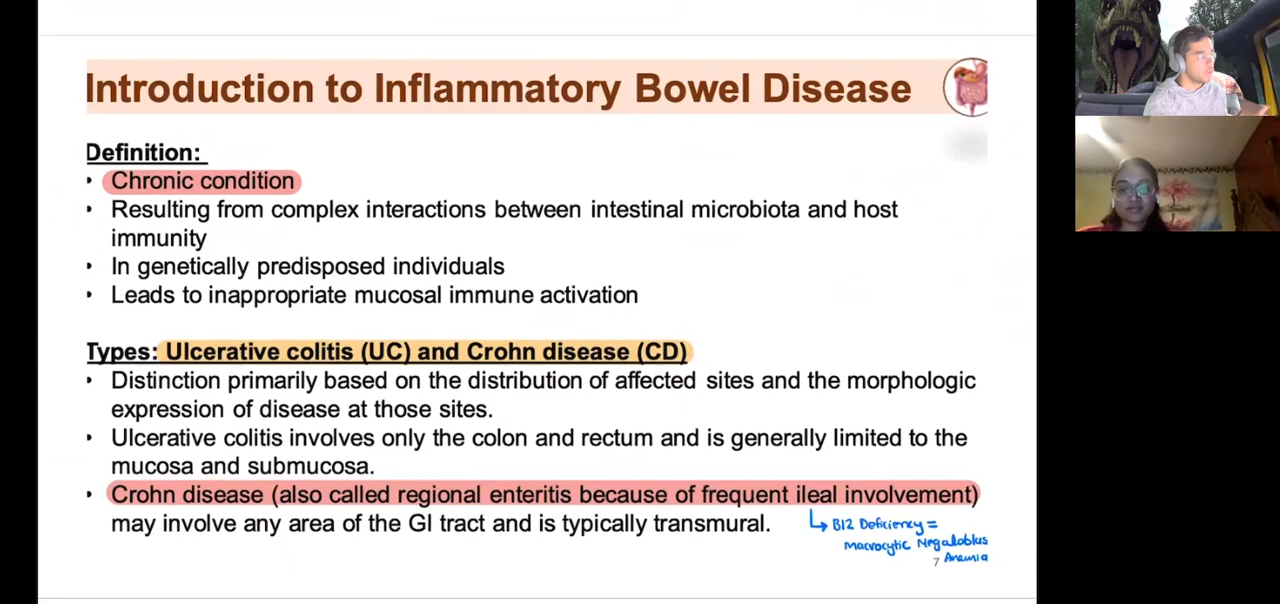 Introduction to Inflammatory Bowel Disease
Definition:
• Chronic condition
• Resulting from complex interactions between intestinal microbiota and host
immunity
• In genetically predisposed individuals
• Leads to inappropriate mucosal immune activation
Types: Ulcerative colitis (UC) and Crohn disease (CD)
• Distinction primarily based on the distribution of affected sites and the morphologic
expression of disease at those sites.
• Ulcerative colitis involves only the colon and rectum and is generally limited to the
mucosa and submucosa.
• Crohn disease (also called regional enteritis because of frequent ileal involvement)
may involve any area of the GI tract and is typically transmural.
↳ B12 Deficiency =
Macrocytic
Anemia
7